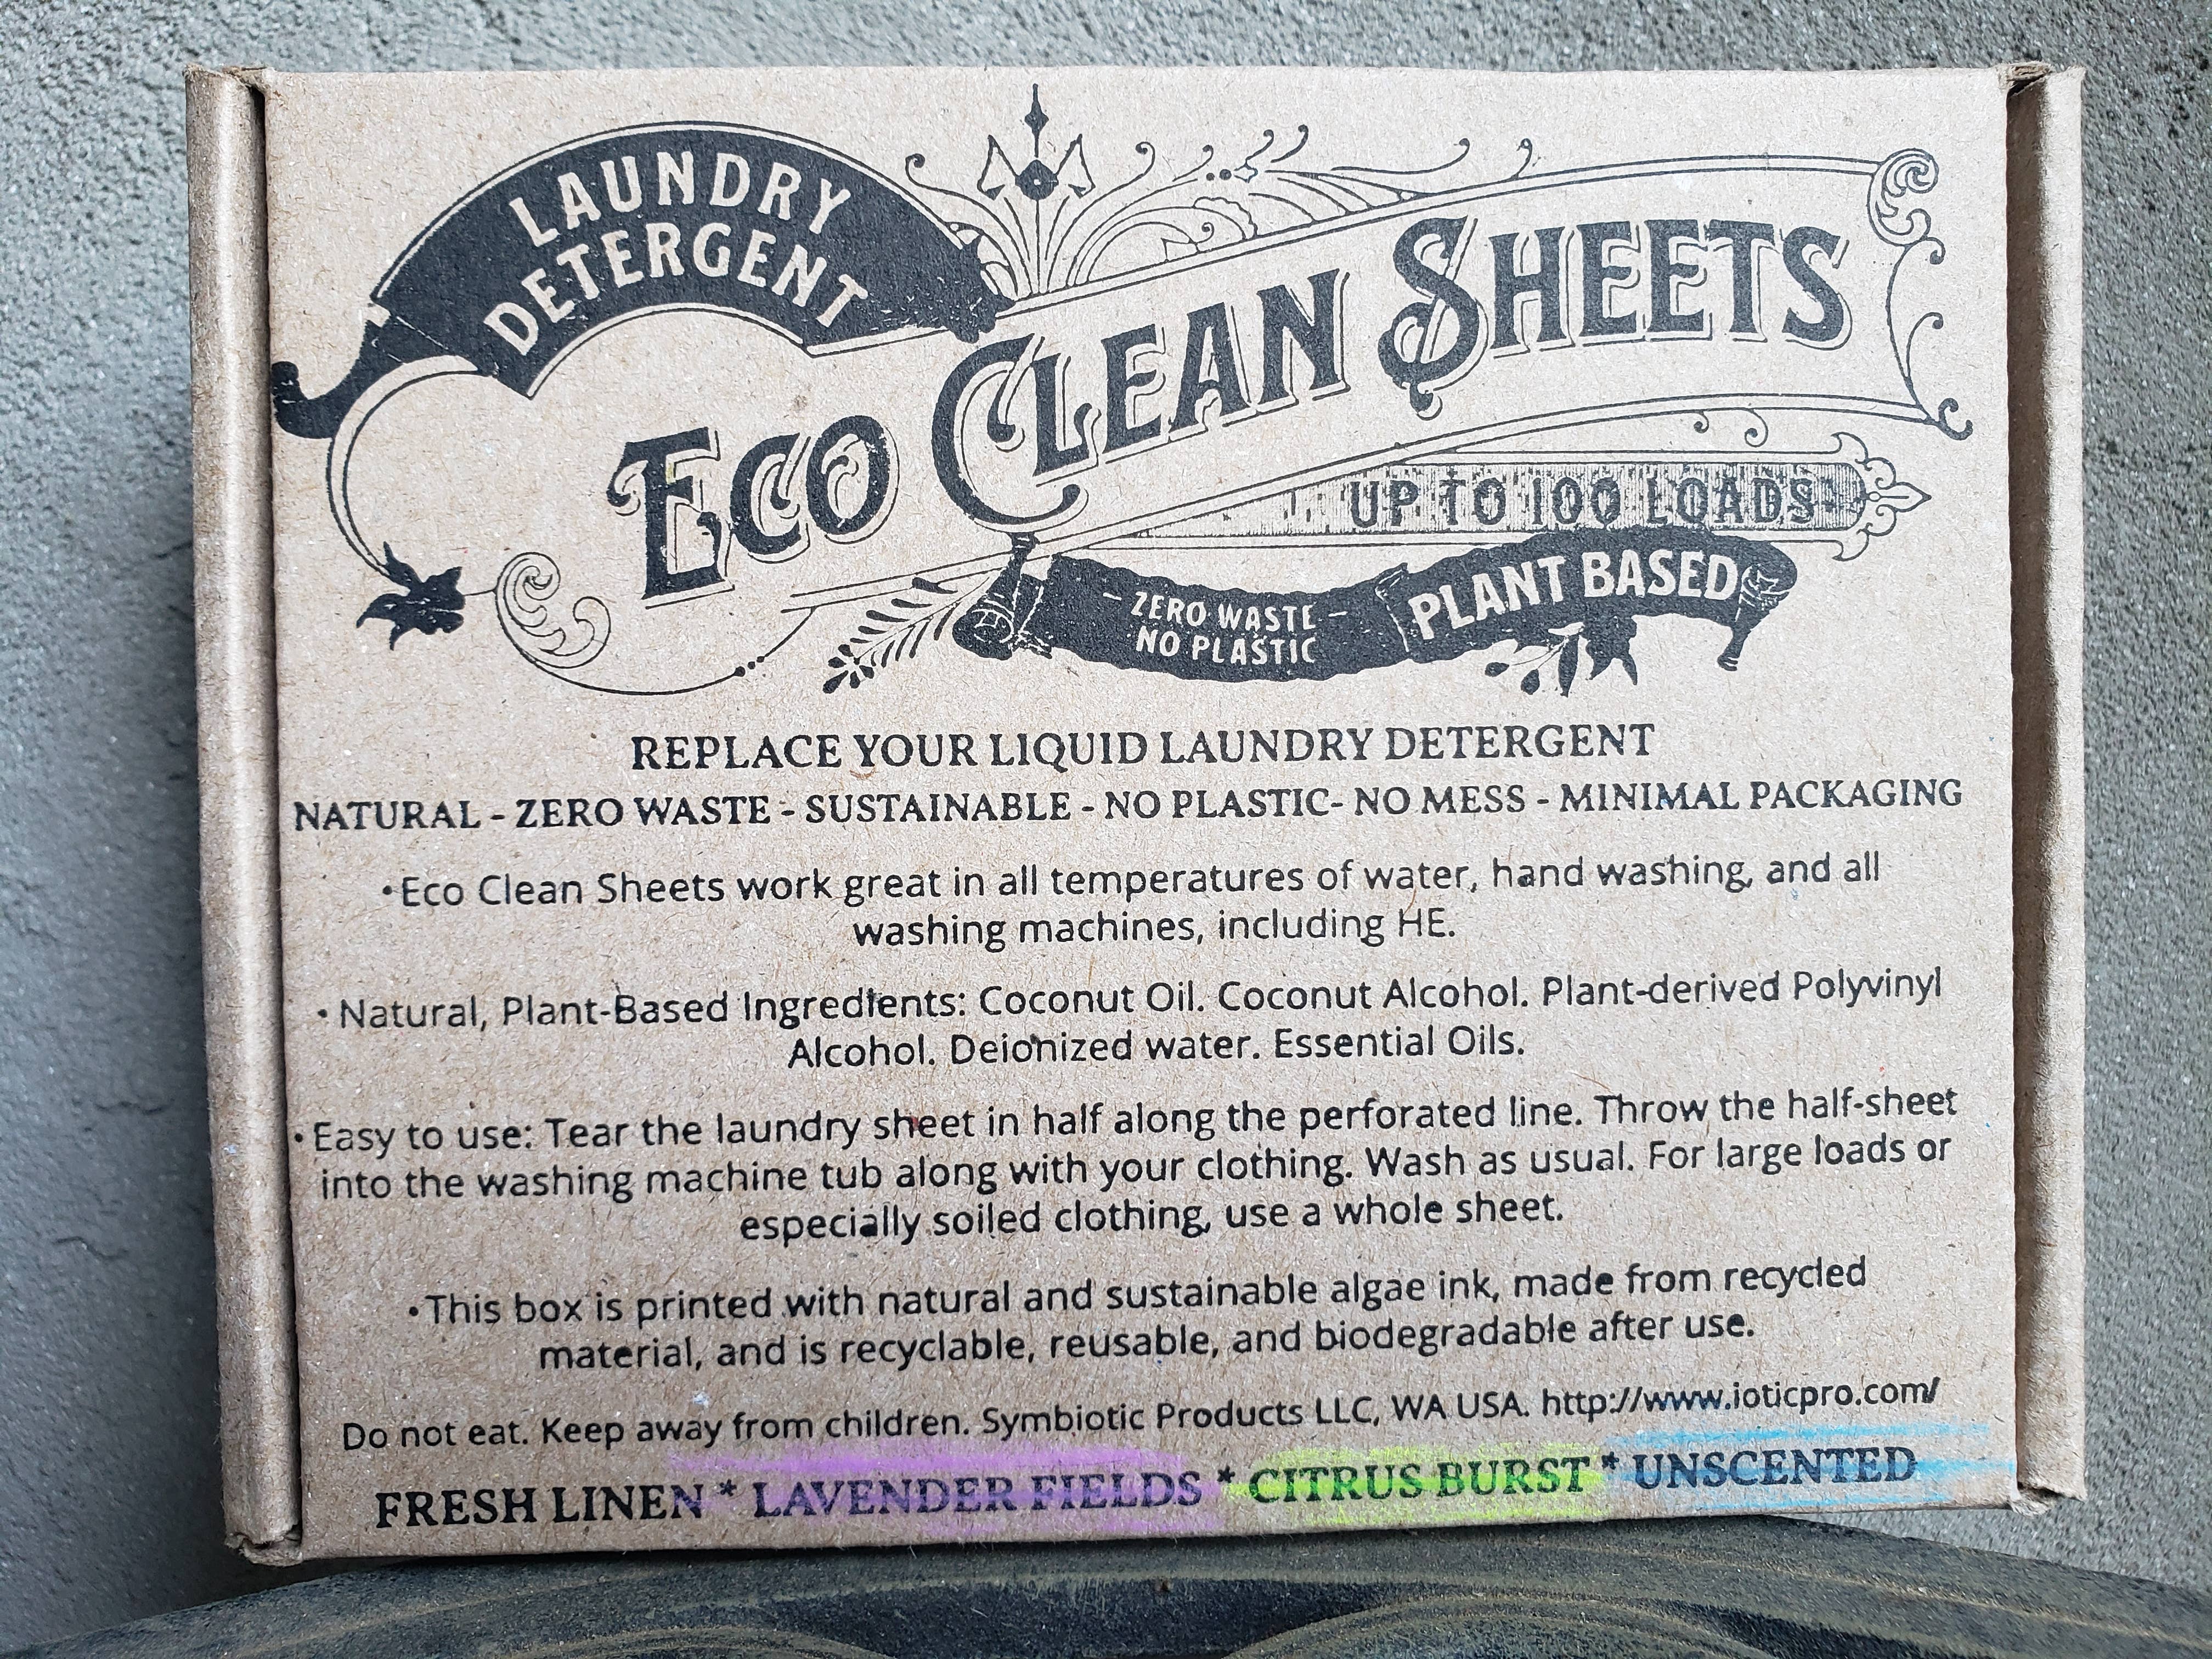 LAUNDRY
DETERGENT
ECO CLEAN SHEETS
UP TO 100 LOADS
- ZERO WASTE -
NO PLASTIC
PLANT BASED
REPLACE YOUR LIQUID LAUNDRY DETERGENT
NATURAL - ZERO WASTE - SUSTAINABLE - NO PLASTIC- NO MESS - MINIMAL PACKAGING
•Eco Clean Sheets work great in all temperatures of water, hand washing, and all
washing machines, including HE.
• Natural, Plant-Based Ingredients: Coconut Oil. Coconut Alcohol. Plant-derived Polyvinyl
Alcohol. Deionized water. Essential Oils.
• Easy to use: Tear the laundry sheet in half along the perforated line. Throw the half-sheet
into the washing machine tub along with your clothing. Wash as usual. For large loads or
especially soiled clothing, use a whole sheet.
•This box is printed with natural and sustainable algae ink, made from recycled
material, and is recyclable, reusable, and biodegradable after use.
Do not eat. Keep away from children. Symbiotic Products LLC, WA USA. http://www.ioticpro.com/
FRESH LINEN * LAVENDER FIELDS * CITRUS BURST * UNSCENTED